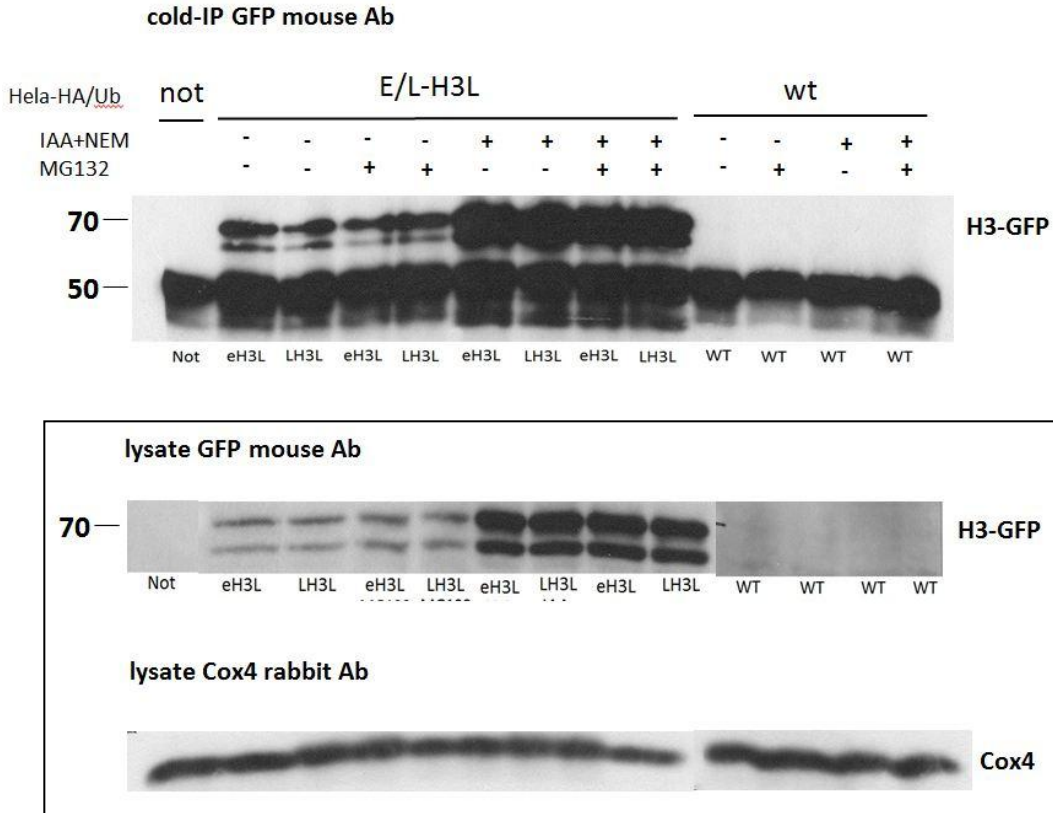 cold-IP GFP mouse Ab
Hela-HA/Ub not E/L-H3L wt
IAA+NEM - - - - + + + + - - + +
MG132 - - + + - - + + - + - +
70 H3-GFP
50
Not eH3L LH3L eH3L LH3L eH3L LH3L eH3L LH3L WT WT WT WT
lysate GFP mouse Ab
70 H3-GFP
Not eH3L LH3L eH3L LH3L eH3L LH3L eH3L LH3L WT WT WT WT
lysate Cox4 rabbit Ab
Cox4